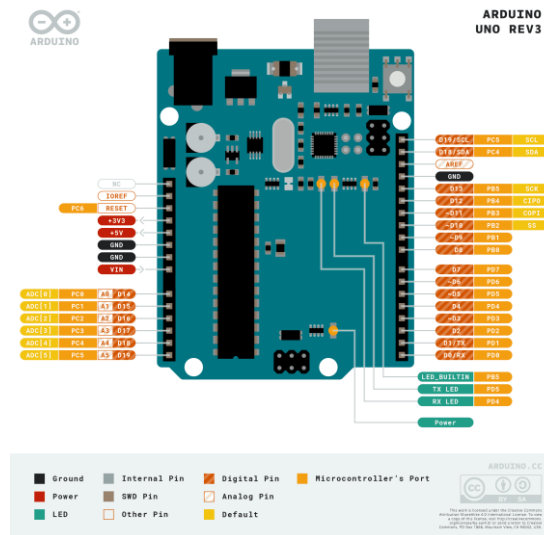 ARDUINO
ARDUINO
UNO REV3
D19/SCL PC5 SCL
D18/SDA PC4 SDA
AREF
GND
D13 PB5 SCK
D12 PB4 CIPO
~D11 PB3 COPI
~D10 PB2 SS
~D9 PB1
D8 PB0
NC
IOREF
PC6 RESET
+3V3
+5V
GND
GND
VIN
D7 PD7
~D6 PD6
~D5 PD5
D4 PD4
~D3 PD3
D2 PD2
D1/TX PD1
D0/RX PD0
ADC[0] PC0 A0 D14
ADC[1] PC1 A1 D15
ADC[2] PC2 A2 D16
ADC[3] PC3 A3 D17
ADC[4] PC4 A4 D18
ADC[5] PC5 A5 D19
LED_BUILTIN PB5
TX LED PD5
RX LED PD4
Power
ARDUINO.CC
Ground
Internal Pin
Digital Pin
Microcontroller's Port
Power
SWD Pin
Analog Pin
LED
Other Pin
Default
CC
BY SA